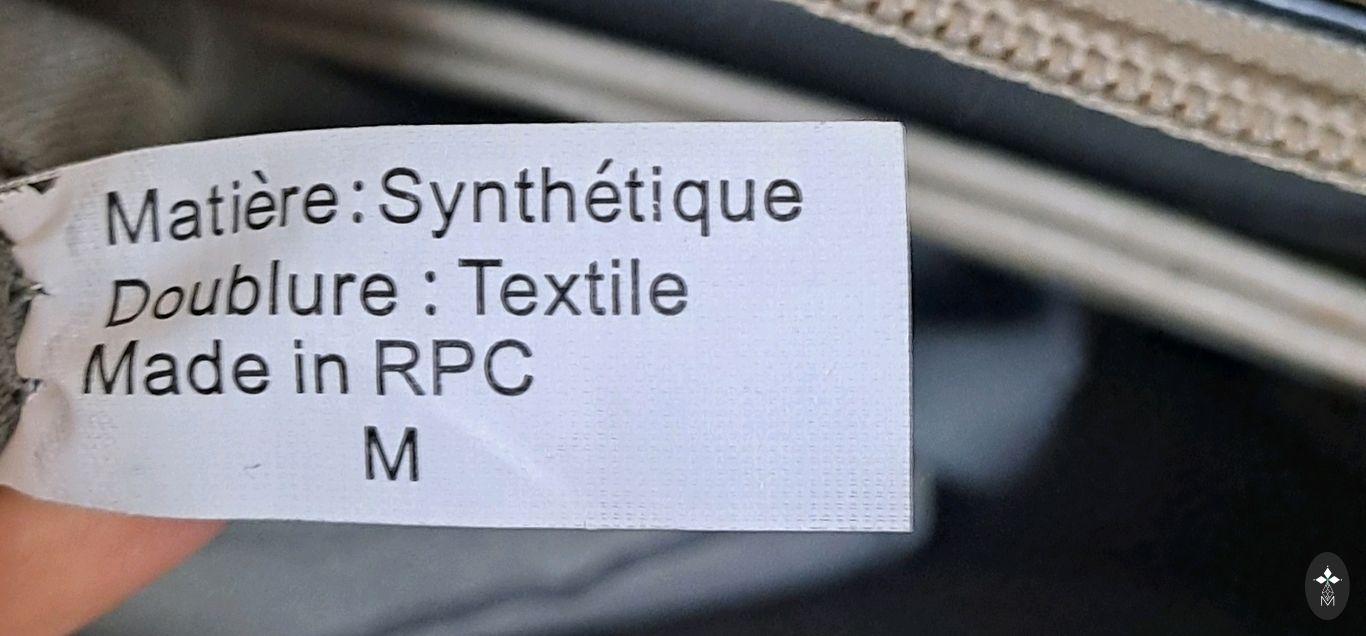 Matière : Synthétique
Doublure : Textile
Made in RPC
M
M